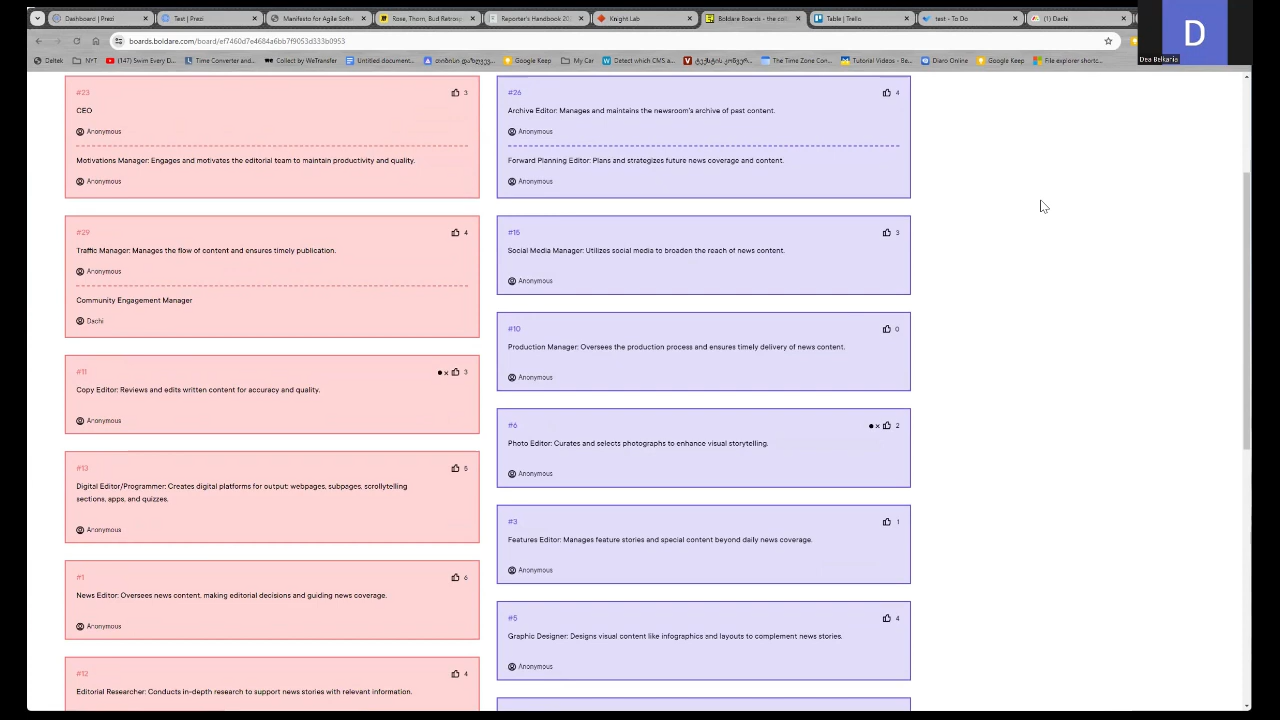 Dashboard | Prezi
Test | Prezi
Manifesto for Agile Softw
Rose, Thorn, Bud Retrosp
Reporter's Handbook 20
Knight Lab
Boldare Boards - the coll
Table | Trello
test - To Do
(1) Dachi
boards.boldare.com/board/ef7460d7e4684a6bb7f9053d333b0953
Deltek
NYT
(147) Swim Every D...
Time Converter and...
Collect by WeTransfer
Untitled document...
Google Keep
My Car
Detect which CMS a...
The Time Zone Con...
Tutorial Videos - Be...
Diaro Online
Google Keep
File explorer shortc...
D
Dea Belkania
#23
3
CEO
Anonymous
Motivations Manager: Engages and motivates the editorial team to maintain productivity and quality.
Anonymous
#29
4
Traffic Manager: Manages the flow of content and ensures timely publication.
Anonymous
Community Engagement Manager
Dachi
#11
3
Copy Editor: Reviews and edits written content for accuracy and quality.
Anonymous
#13
5
Digital Editor/Programmer: Creates digital platforms for output: webpages, subpages, scrollytelling
sections, apps, and quizzes.
Anonymous
#1
6
News Editor: Oversees news content, making editorial decisions and guiding news coverage.
Anonymous
#12
4
Editorial Researcher: Conducts in-depth research to support news stories with relevant information.
#26
4
Archive Editor: Manages and maintains the newsroom's archive of past content.
Anonymous
Forward Planning Editor: Plans and strategizes future news coverage and content.
Anonymous
#15
3
Social Media Manager: Utilizes social media to broaden the reach of news content.
Anonymous
#10
0
Production Manager: Oversees the production process and ensures timely delivery of news content.
Anonymous
#6
2
Photo Editor: Curates and selects photographs to enhance visual storytelling.
Anonymous
#3
1
Features Editor: Manages feature stories and special content beyond daily news coverage.
Anonymous
#5
4
Graphic Designer: Designs visual content like infographics and layouts to complement news stories.
Anonymous